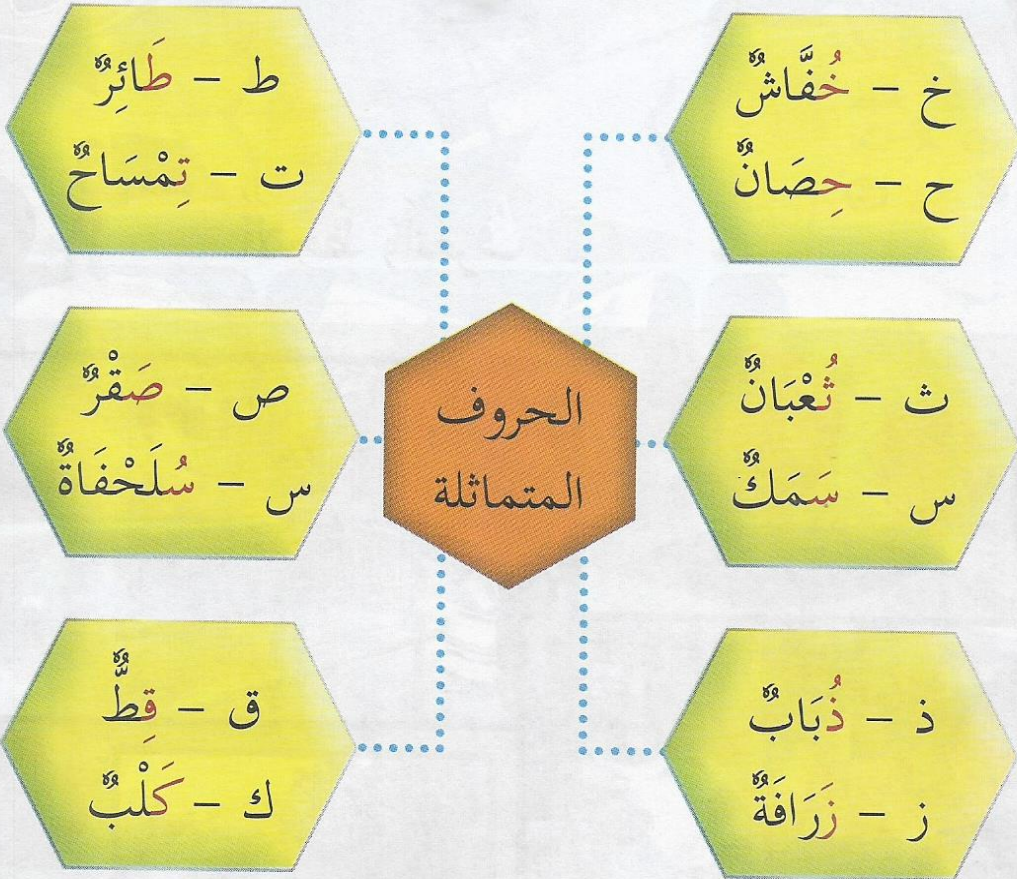 خ – خُفَّاشٌ
ح – حِصَانٌ
ط – طَائِرٌ
ت – تِمْسَاحٌ
الحروف
المتماثلة
ث – ثُعْبَانٌ
س – سَمَكٌ
ص – صَقْرٌ
س – سُلَحْفَاةٌ
ذ – ذُبَابٌ
ز – زَرَافَةٌ
ق – قِطٌّ
ك – كَلْبٌ